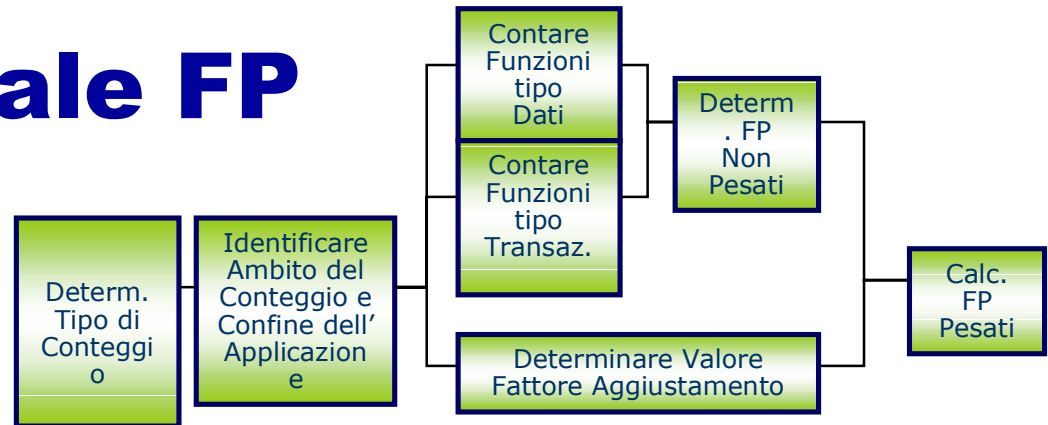 ale FP
Contare
Funzioni
tipo
Dati
Contare
Funzioni
tipo
Transaz.
Determ
. FP
Non
Pesati
Determ.
Tipo di
Conteggi
o
Identificare
Ambito del
Conteggio e
Confine dell’
Applicazion
e
Calc.
FP
Pesati
Determinare Valore
Fattore Aggiustamento